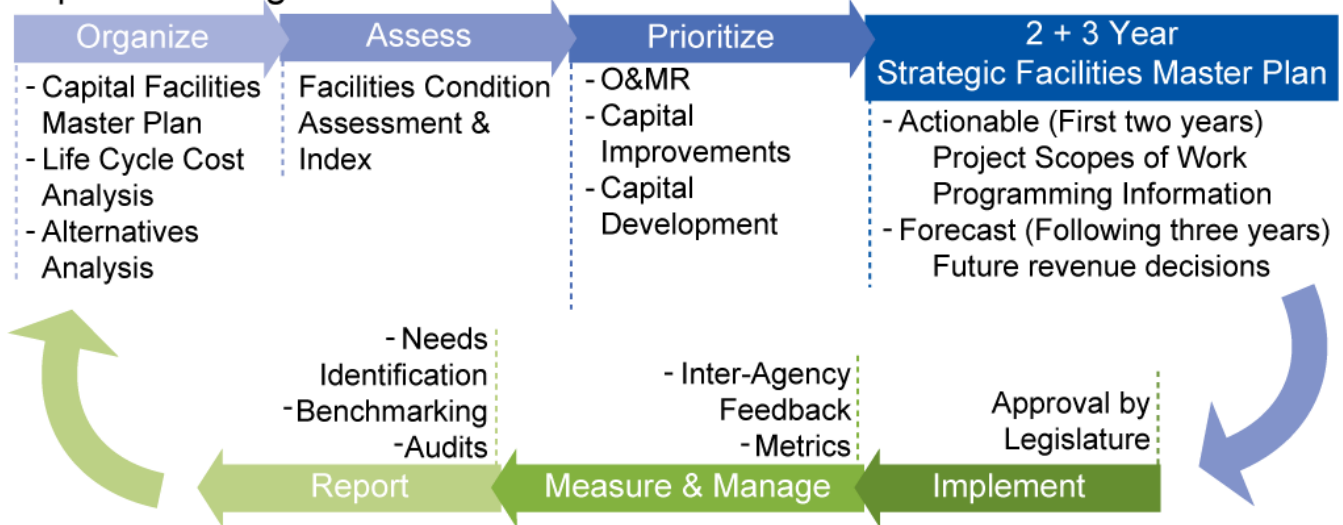 Organize
- Capital Facilities
Master Plan
- Life Cycle Cost
Analysis
- Alternatives
Analysis
Assess
Facilities Condition
Assessment &
Index
Prioritize
- O&MR
- Capital
Improvements
- Capital
Development
2 + 3 Year
Strategic Facilities Master Plan
- Actionable (First two years)
Project Scopes of Work
Programming Information
- Forecast (Following three years)
Future revenue decisions
Approval by
Legislature
Implement
- Inter-Agency
Feedback
- Metrics
Measure & Manage
- Needs
Identification
-Benchmarking
-Audits
Report